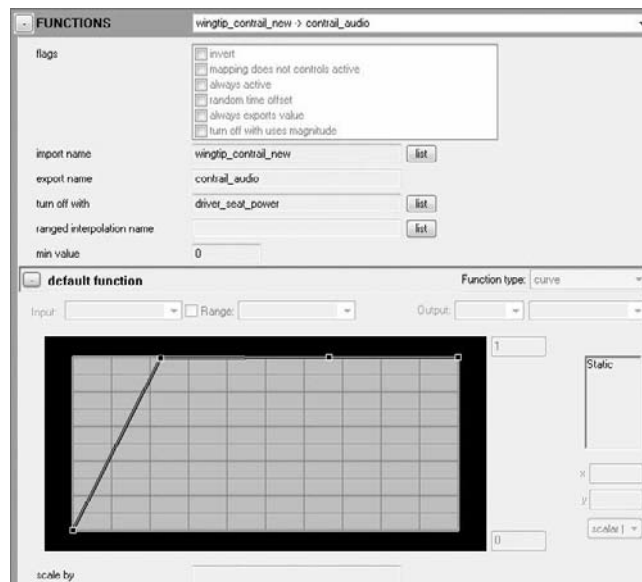 - FUNCTIONS wingtip_contrail_new -> contrail_audio
flags
invert
mapping does not controls active
always active
random time offset
always exports value
turn off with uses magnitude
import name wingtip_contrail_new list
export name contrail_audio
turn off with driver_seat_power list
ranged interpolation name list
min value 0
- default function Function type: curve
Input: Range: Output:
1
Static
x
y
0 scalar |
scale by